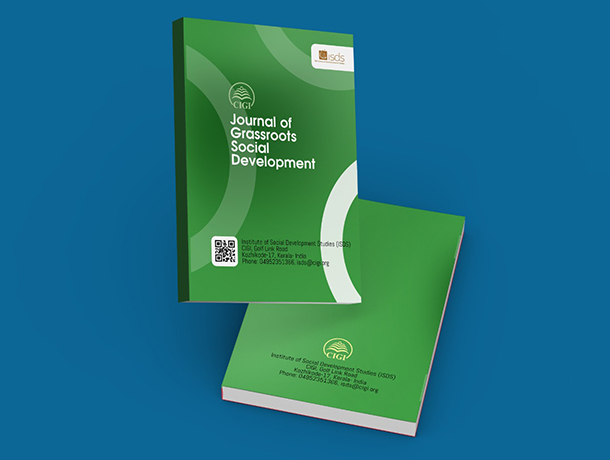 isds
CIGI
Journal of
Grassroots
Social
Development
Institute of Social Development Studies (ISDS)
CIGI, Golf Link Road
Kozhikode-17, Kerala- India
Phone: 04952351366, isds@cigi.org
CIGI
Institute of Social Development Studies (ISDS)
CIGI, Golf Link Road
Kozhikode-17, Kerala- India
Phone: 04952351366, isds@cigi.org